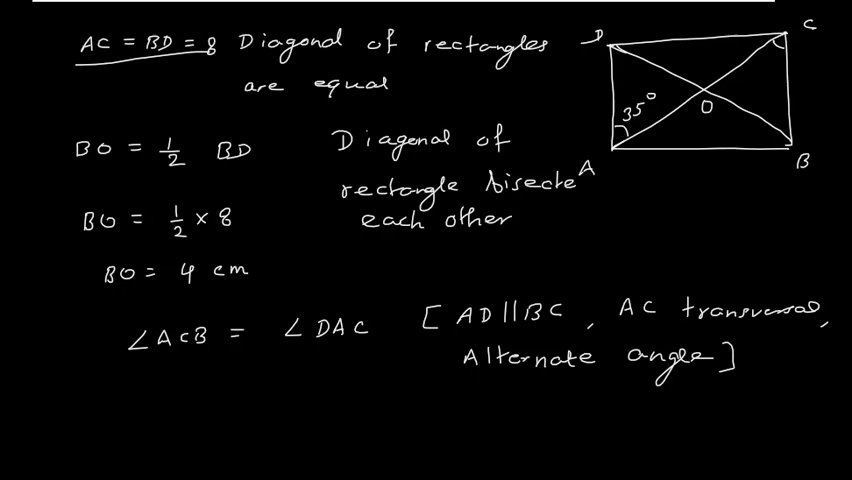 AC = BD = 8 Diagonal of rectangles
are equal
BO = 1/2 BD Diagonal of
rectangle bisecte
each other
BO = 1/2 × 8
BO = 4 cm
∠ACB = ∠DAC [AD||BC, AC transversal,
Alternate angle]
D
C
35°
O
A
B